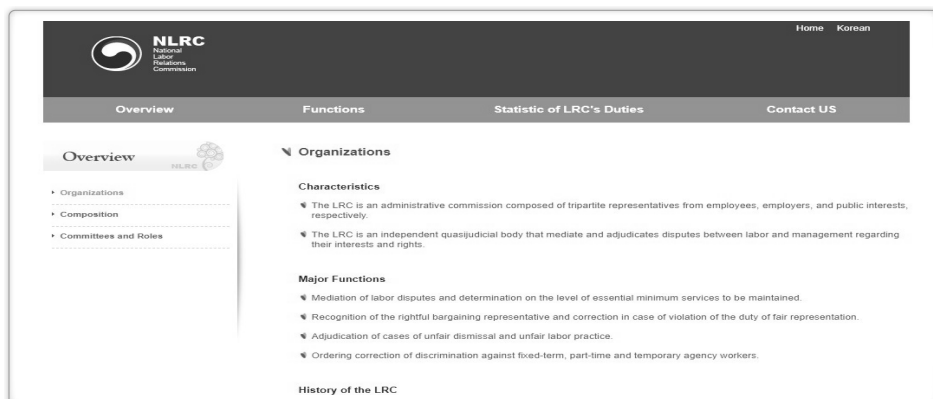 Home Korean
NLRC
National
Labor
Relations
Commission
Overview Functions Statistic of LRC's Duties Contact US
Overview
NLRC
Organizations
Composition
Committees and Roles
Organizations
Characteristics
The LRC is an administrative commission composed of tripartite representatives from employees, employers, and public interests,
respectively.
The LRC is an independent quasijudicial body that mediate and adjudicates disputes between labor and management regarding
their interests and rights.
Major Functions
Mediation of labor disputes and determination on the level of essential minimum services to be maintained.
Recognition of the rightful bargaining representative and correction in case of violation of the duty of fair representation.
Adjudication of cases of unfair dismissal and unfair labor practice.
Ordering correction of discrimination against fixed-term, part-time and temporary agency workers.
History of the LRC